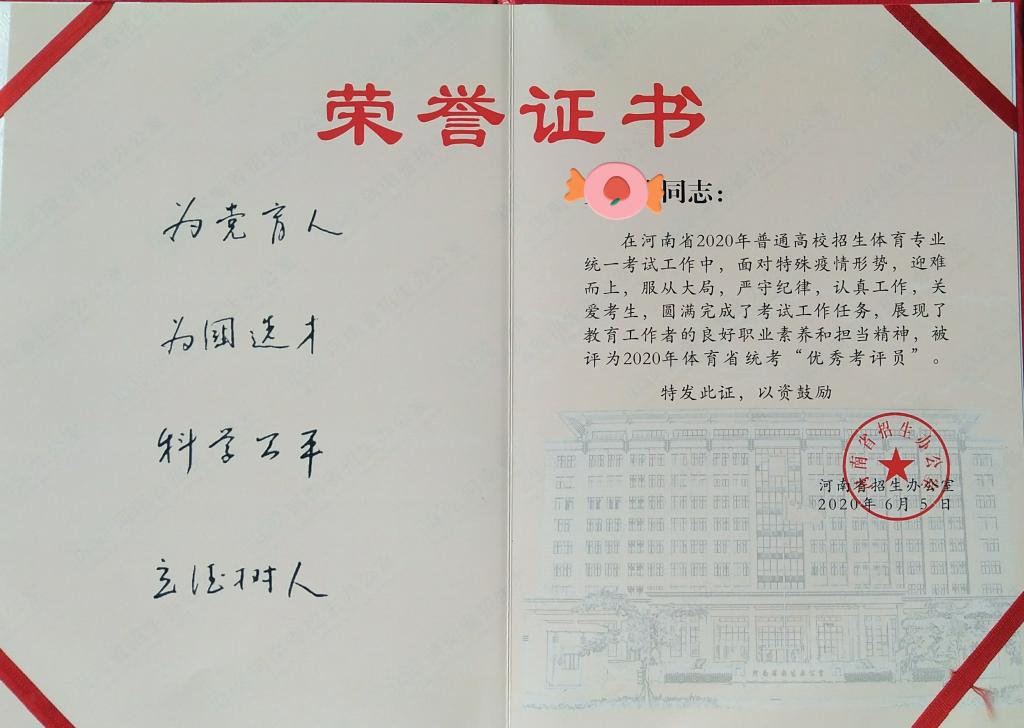 荣誉证书
为党育人
为国选才
科学公平
立德树人
同志：
在河南省2020年普通高校招生体育专业
统一考试工作中，面对特殊疫情形势，迎难
而上，服从大局，严守纪律，认真工作，关
爱考生，圆满完成了考试工作任务，展现了
教育工作者的良好职业素养和担当精神，被
评为2020年体育省统考“优秀考评员”。
特发此证，以资鼓励
河南省招生办公室
河南省招生办公室
2020年6月5日
河南省招生办公室